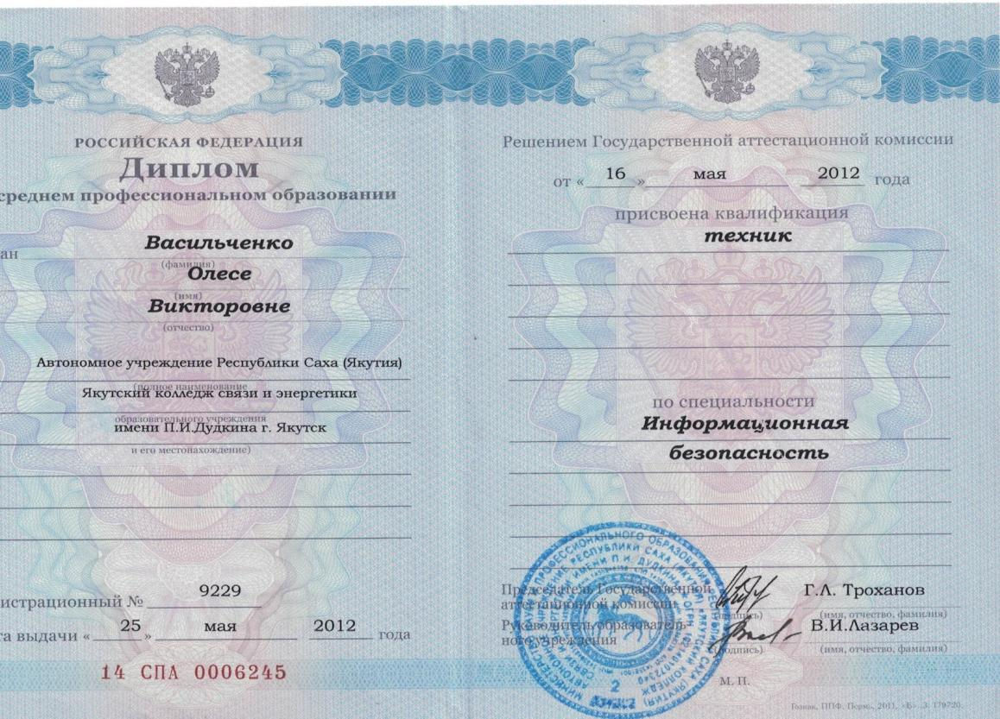 РОССИЙСКАЯ ФЕДЕРАЦИЯ
Диплом
среднем профессиональном образовании
ан
Васильченко
(фамилия)
Олесе
(имя)
Викторовне
(отчество)
Автономное учреждение Республики Саха (Якутия)
(полное наименование
Якутский колледж связи и энергетики
образовательного учреждения
имени П.И.Дудкина г. Якутск
и его местонахождение)
истрационный № 9229
та выдачи « 25 » мая 2012 года
14 СПА 0006245
Решением Государственной аттестационной комиссии
от « 16 » мая 2012 года
присвоена квалификация
техник
по специальности
Информационная
безопасность
Председатель Государственной
аттестационной комиссии
Г.Л. Троханов
(подпись) (имя, отчество, фамилия)
Руководитель образователь-
ного учреждения
В.И.Лазарев
(подпись) (имя, отчество, фамилия)
М. П.
2
Гознак, ППФ, Пермь, 2011, «Б». З. 179720.